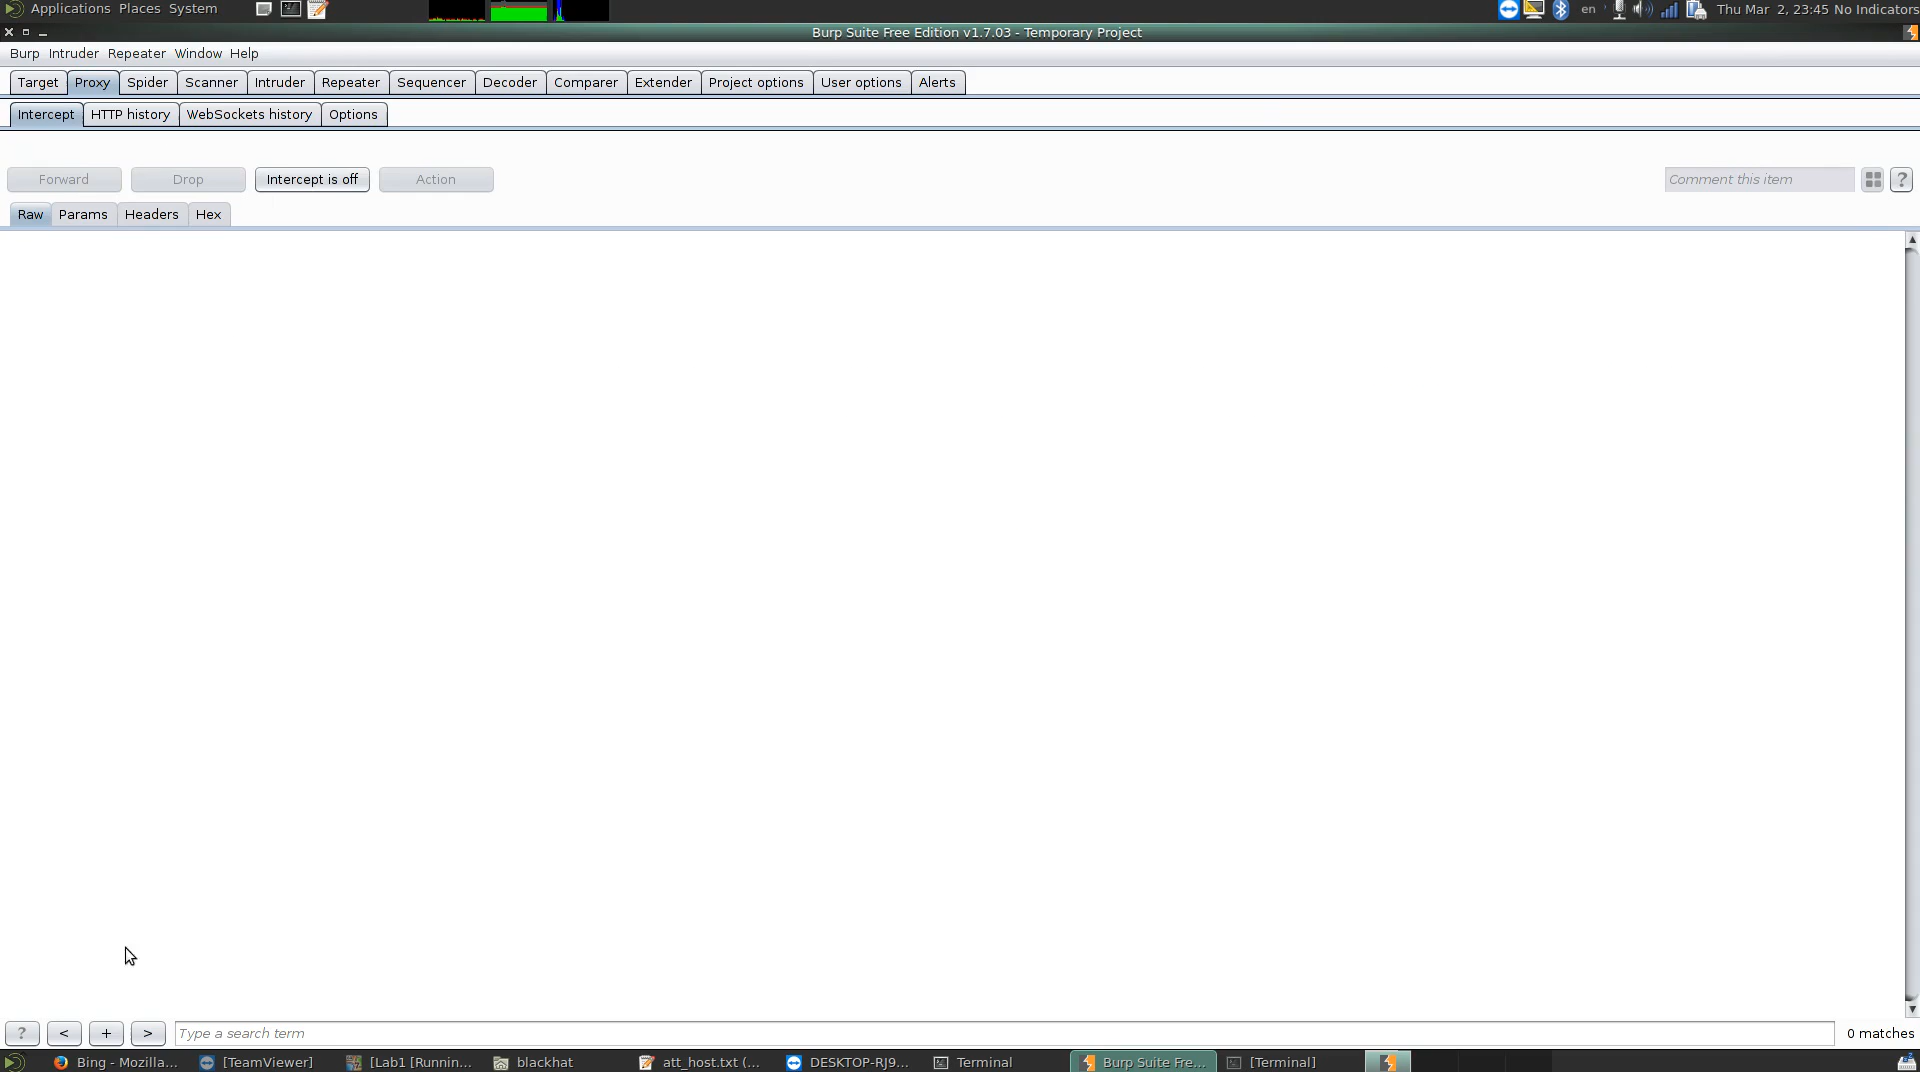 Applications Places System
en Thu Mar 2, 23:45 No Indicators
Burp Suite Free Edition v1.7.03 - Temporary Project
Burp Intruder Repeater Window Help
Target Proxy Spider Scanner Intruder Repeater Sequencer Decoder Comparer Extender Project options User options Alerts
Intercept HTTP history WebSockets history Options
Forward Drop Intercept is off Action Comment this item ?
Raw Params Headers Hex
? < + > Type a search term 0 matches
Bing - Mozilla... [TeamViewer] [Lab1 [Runnin... blackhat att_host.txt (... DESKTOP-RJ9... Terminal Burp Suite Fre... [Terminal]